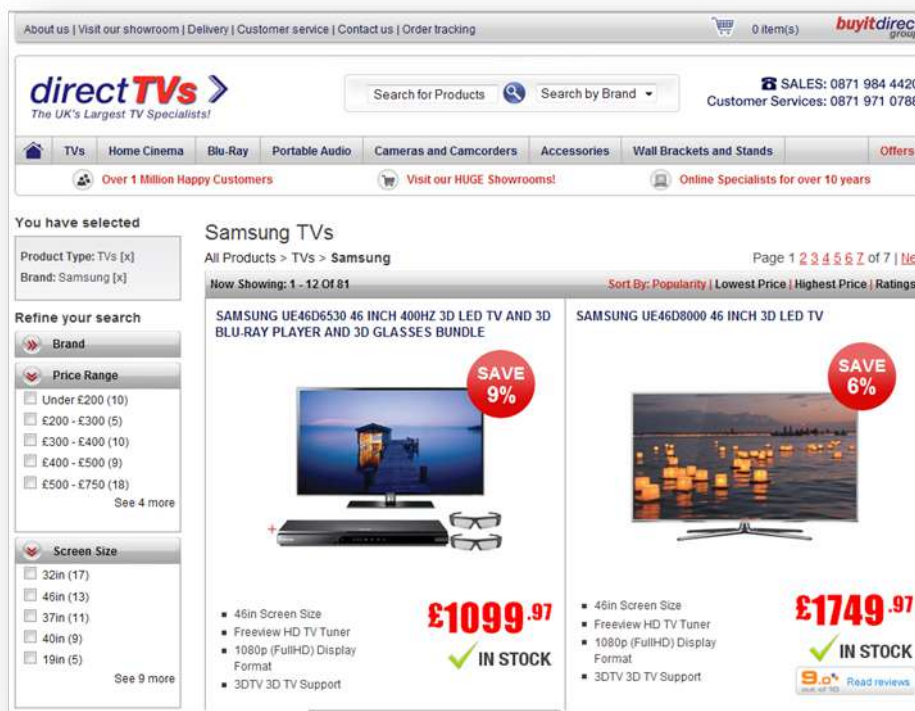 About us | Visit our showroom | Delivery | Customer service | Contact us | Order tracking
0 item(s)
buyitdirec
group
directTVs
The UK's Largest TV Specialists!
Search for Products
Search by Brand
SALES: 0871 984 4420
Customer Services: 0871 971 0788
TVs Home Cinema Blu-Ray Portable Audio Cameras and Camcorders Accessories Wall Brackets and Stands Offers
Over 1 Million Happy Customers
Visit our HUGE Showrooms!
Online Specialists for over 10 years
You have selected
Product Type: TVs [x]
Brand: Samsung [x]
Refine your search
Brand
Price Range
Under £200 (10)
£200 - £300 (5)
£300 - £400 (10)
£400 - £500 (9)
£500 - £750 (18)
See 4 more
Screen Size
32in (17)
46in (13)
37in (11)
40in (9)
19in (5)
See 9 more
Samsung TVs
All Products > TVs > Samsung
Page 1 2 3 4 5 6 7 of 7 | Ne
Now Showing: 1 - 12 Of 81
Sort By: Popularity | Lowest Price | Highest Price | Ratings
SAMSUNG UE46D6530 46 INCH 400HZ 3D LED TV AND 3D
BLU-RAY PLAYER AND 3D GLASSES BUNDLE
SAVE
9%
+
46in Screen Size
Freeview HD TV Tuner
1080p (FullHD) Display
Format
3DTV 3D TV Support
£1099.97
IN STOCK
SAMSUNG UE46D8000 46 INCH 3D LED TV
SAVE
6%
46in Screen Size
Freeview HD TV Tuner
1080p (FullHD) Display
Format
3DTV 3D TV Support
£1749.97
IN STOCK
9.0
out of 10
Read reviews